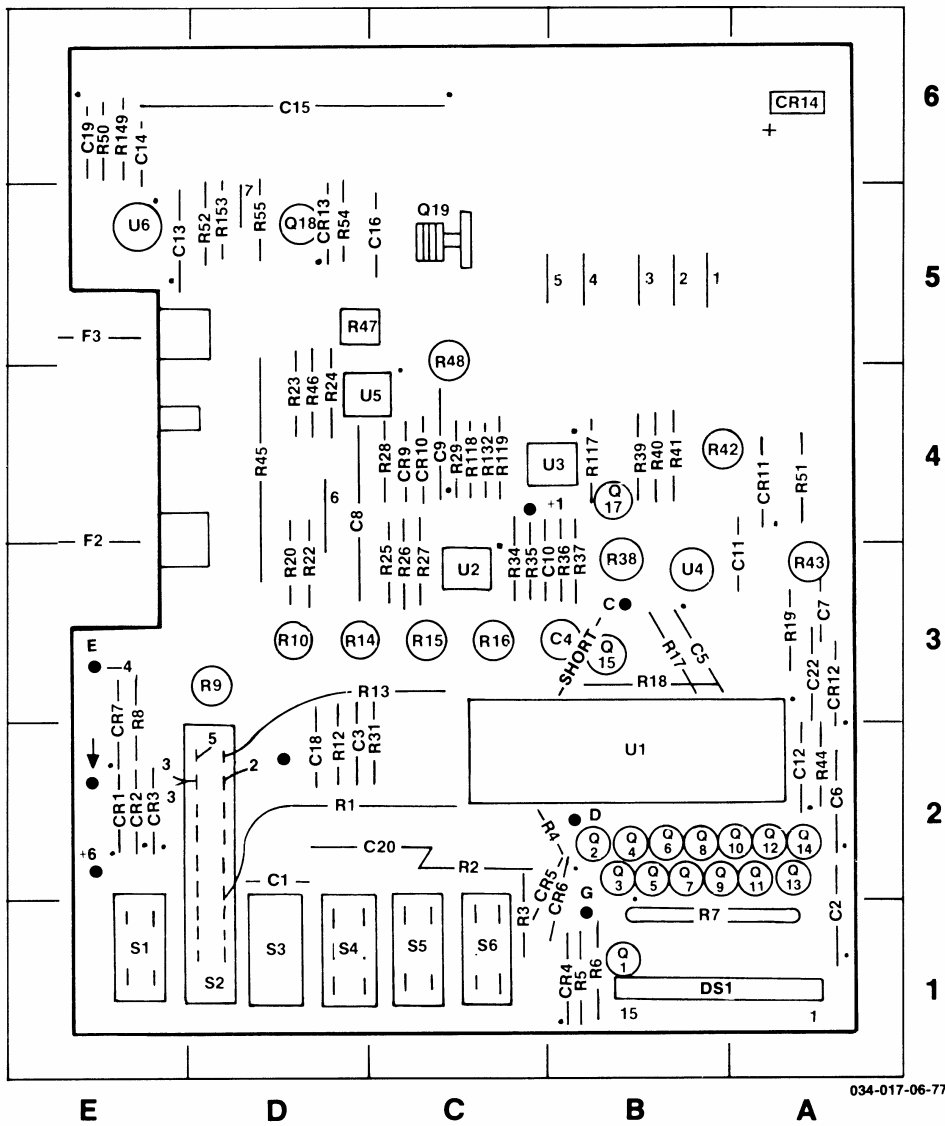 6
CR14
+
C15
C19
R50
R149
C14
U6
C13
R52
R153
7
R55
Q18
CR13
R54
C16
Q19
5
5
4
3
2
1
F3
R47
R48
R23
R46
R24
U5
4
R45
6
C8
R28
CR9
CR10
C9
R29
R118
R132
R119
U3
R117
R39
R40
R41
R42
CR11
R51
+1
Q
17
F2
R20
R22
R25
R26
R27
U2
R34
R35
C10
R36
R37
R38
U4
C11
R43
3
E
4
R10
R14
R15
R16
C4
C
SHORT
Q
15
R17
C5
R18
R19
C7
C22
CR12
R9
R13
CR7
R8
5
3
2
3
C18
R12
C3
R31
U1
C12
R44
C6
2
CR1
CR2
CR3
R1
+6
C20
R2
R4
D
Q
2
Q
4
Q
6
Q
8
Q
10
Q
12
Q
14
Q
3
Q
5
Q
7
Q
9
Q
11
Q
13
C1
R3
CR5
CR6
G
R7
C2
S1
S2
S3
S4
S5
S6
CR4
R5
R6
Q
1
DS1
15
1
1
034-017-06-77
E
D
C
B
A